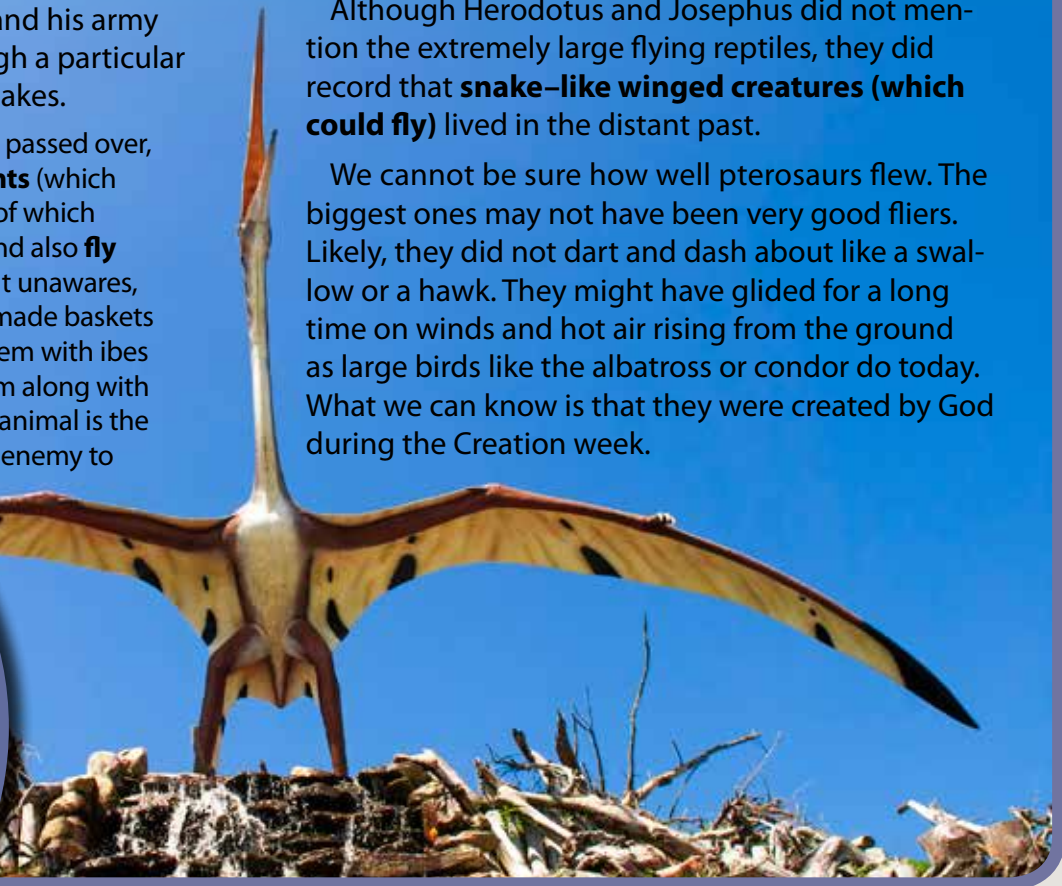 and his army
gh a particular
akes.
passed over,
nts (which
of which
nd also fly
t unawares,
made baskets
em with ibes
m along with
animal is the
enemy to
Although Herodotus and Josephus did not men-
tion the extremely large flying reptiles, they did
record that snake–like winged creatures (which
could fly) lived in the distant past.
We cannot be sure how well pterosaurs flew. The
biggest ones may not have been very good fliers.
Likely, they did not dart and dash about like a swal-
low or a hawk. They might have glided for a long
time on winds and hot air rising from the ground
as large birds like the albatross or condor do today.
What we can know is that they were created by God
during the Creation week.